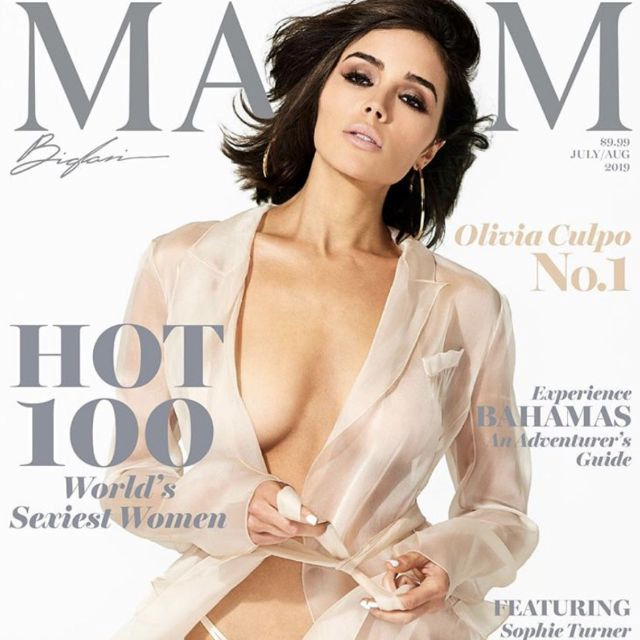 MAXIM
Biglari
$9.99
JULY/AUG
2019
Olivia Culpo
No.1
HOT
100
World's
Sexiest Women
Experience
BAHAMAS
An Adventurer's
Guide
FEATURING
Sophie Turner